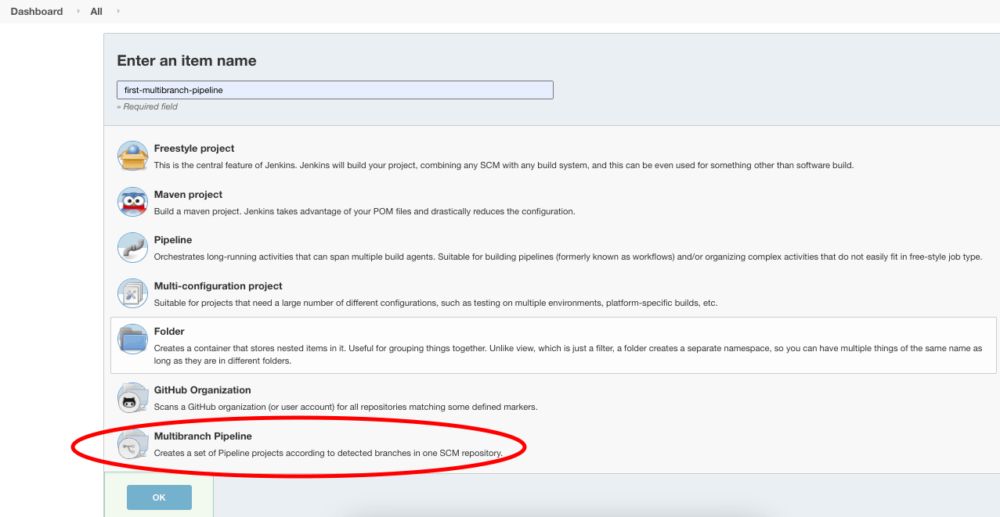 Dashboard All
Enter an item name
first-multibranch-pipeline
» Required field
Freestyle project
This is the central feature of Jenkins. Jenkins will build your project, combining any SCM with any build system, and this can be even used for something other than software build.
Maven project
Build a maven project. Jenkins takes advantage of your POM files and drastically reduces the configuration.
Pipeline
Orchestrates long-running activities that can span multiple build agents. Suitable for building pipelines (formerly known as workflows) and/or organizing complex activities that do not easily fit in free-style job type.
Multi-configuration project
Suitable for projects that need a large number of different configurations, such as testing on multiple environments, platform-specific builds, etc.
Folder
Creates a container that stores nested items in it. Useful for grouping things together. Unlike view, which is just a filter, a folder creates a separate namespace, so you can have multiple things of the same name as
long as they are in different folders.
GitHub Organization
Scans a GitHub organization (or user account) for all repositories matching some defined markers.
Multibranch Pipeline
Creates a set of Pipeline projects according to detected branches in one SCM repository.
OK